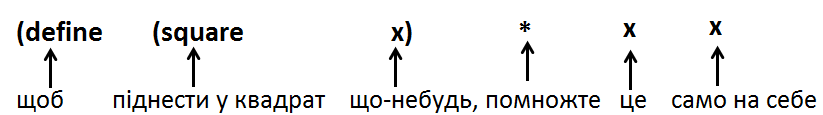 (define (square x) * x x
щоб піднести у квадрат що-небудь, помножте це само на себе